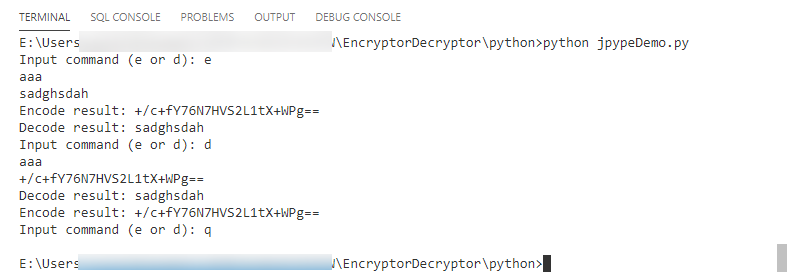 TERMINAL SQL CONSOLE PROBLEMS OUTPUT DEBUG CONSOLE
E:\Users \EncryptorDecryptor\python>python jpypeDemo.py
Input command (e or d): e
aaa
sadghsdah
Encode result: +/c+fY76N7HVS2L1tX+WPg==
Decode result: sadghsdah
Input command (e or d): d
aaa
+/c+fY76N7HVS2L1tX+WPg==
Decode result: sadghsdah
Encode result: +/c+fY76N7HVS2L1tX+WPg==
Input command (e or d): q
E:\Users \EncryptorDecryptor\python>